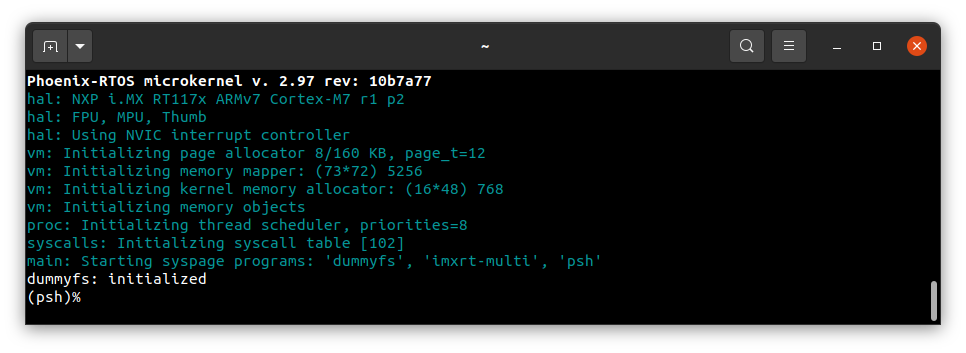 ~
Phoenix-RTOS microkernel v. 2.97 rev: 10b7a77
hal: NXP i.MX RT117x ARMv7 Cortex-M7 r1 p2
hal: FPU, MPU, Thumb
hal: Using NVIC interrupt controller
vm: Initializing page allocator 8/160 KB, page_t=12
vm: Initializing memory mapper: (73*72) 5256
vm: Initializing kernel memory allocator: (16*48) 768
vm: Initializing memory objects
proc: Initializing thread scheduler, priorities=8
syscalls: Initializing syscall table [102]
main: Starting syspage programs: 'dummyfs', 'imxrt-multi', 'psh'
dummyfs: initialized
(psh)%